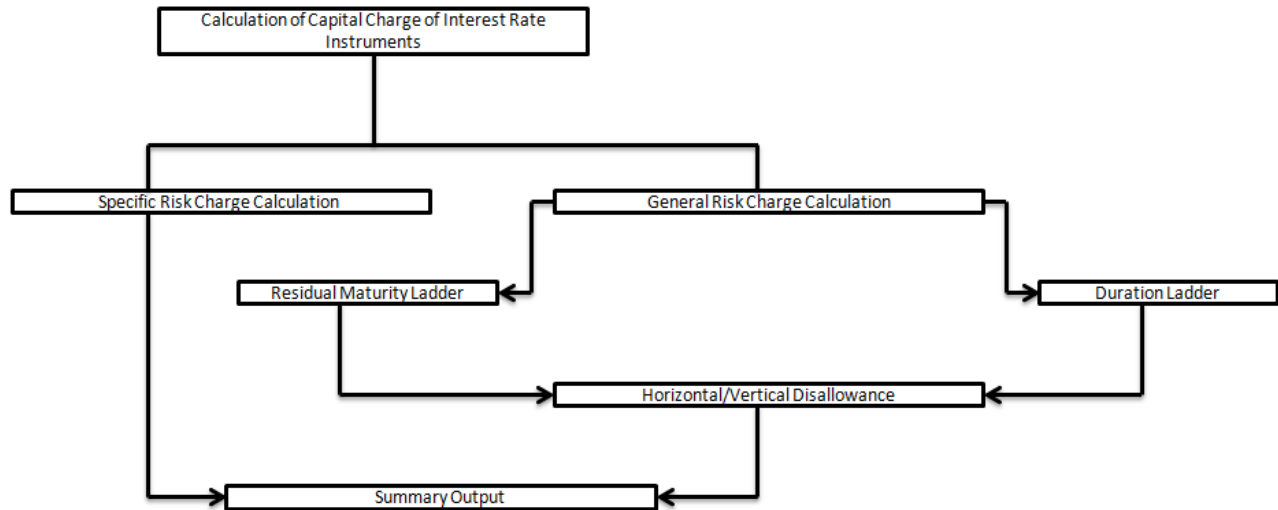 Calculation of Capital Charge of Interest Rate
Instruments
Specific Risk Charge Calculation
General Risk Charge Calculation
Residual Maturity Ladder
Duration Ladder
Horizontal/Vertical Disallowance
Summary Output